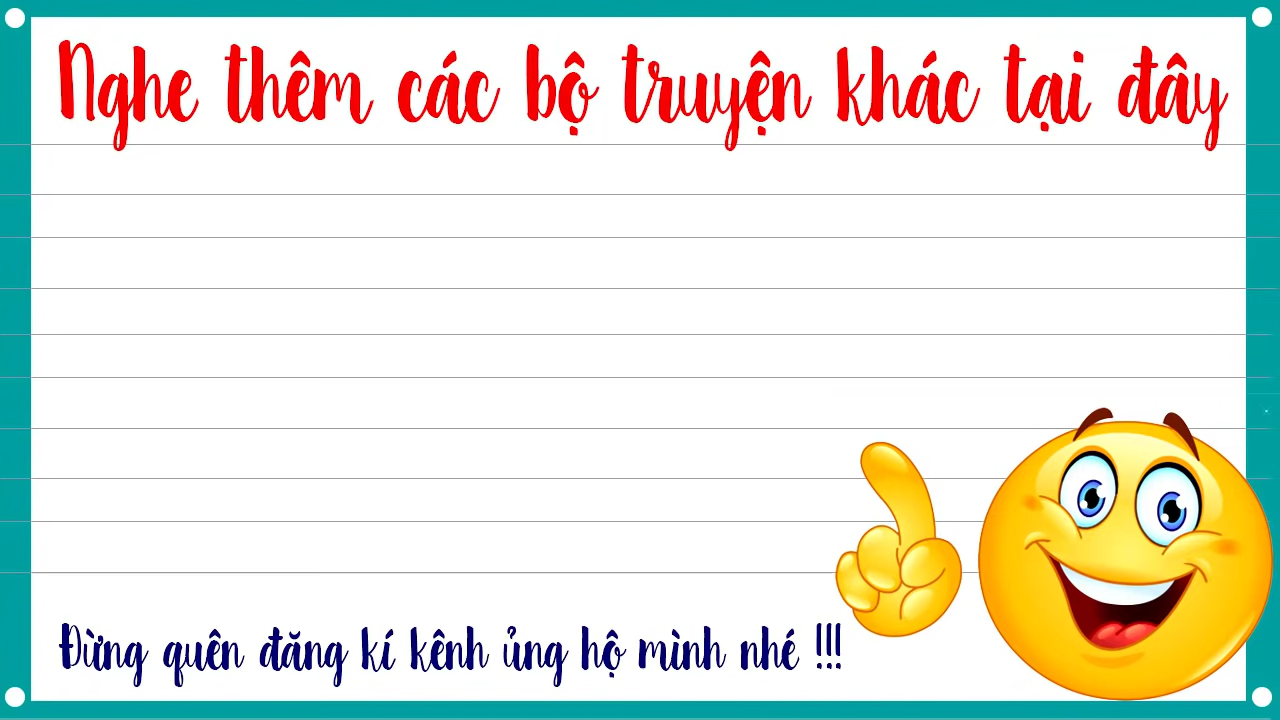 Nghe thêm các bộ truyện khác tại đây
Đừng quên đăng kí kênh ủng hộ mình nhé !!!